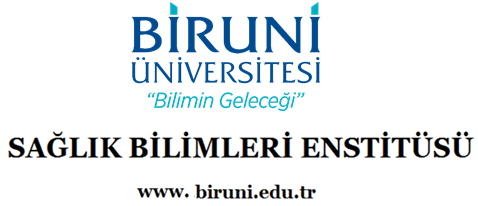 BİRUNİ
ÜNİVERSİTESİ
“Bilimin Geleceği”
SAĞLIK BİLİMLERİ ENSTİTÜSÜ
www. biruni.edu.tr